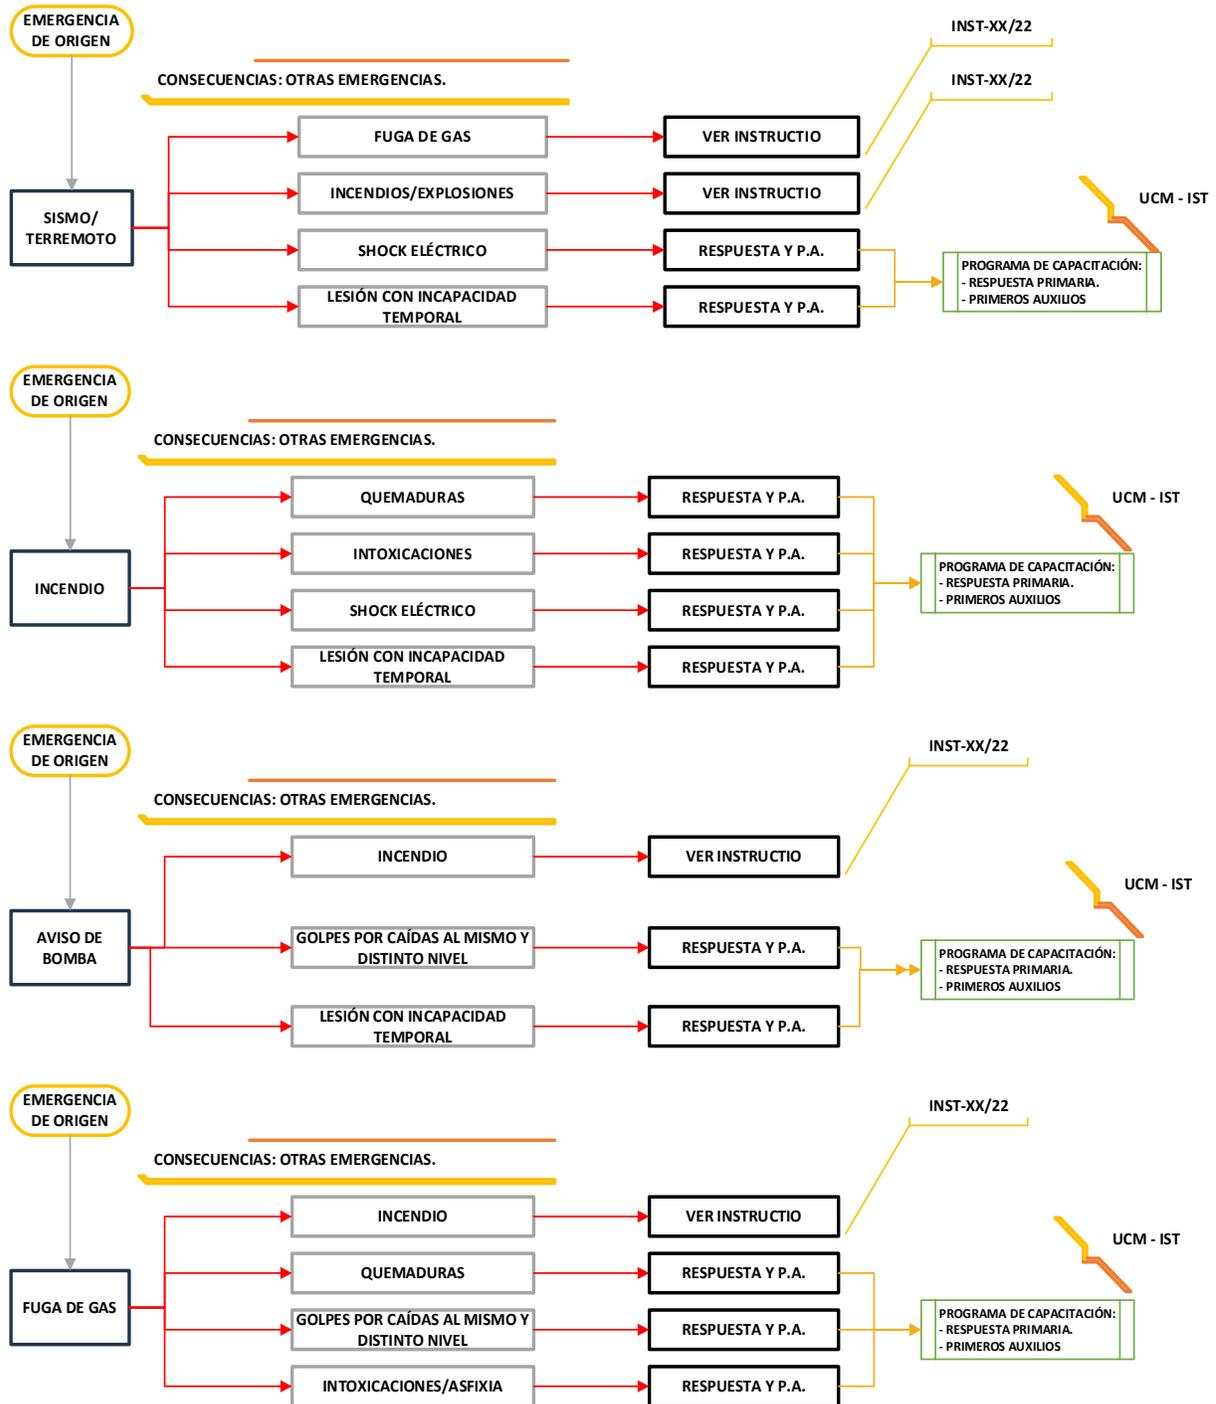 EMERGENCIA
DE ORIGEN
INST-XX/22
CONSECUENCIAS: OTRAS EMERGENCIAS.
INST-XX/22
FUGA DE GAS
VER INSTRUCTIO
INCENDIOS/EXPLOSIONES
VER INSTRUCTIO
SISMO/
TERREMOTO
UCM - IST
SHOCK ELÉCTRICO
RESPUESTA Y P.A.
LESIÓN CON INCAPACIDAD
TEMPORAL
RESPUESTA Y P.A.
PROGRAMA DE CAPACITACIÓN:
- RESPUESTA PRIMARIA.
- PRIMEROS AUXILIOS
EMERGENCIA
DE ORIGEN
CONSECUENCIAS: OTRAS EMERGENCIAS.
QUEMADURAS
RESPUESTA Y P.A.
UCM - IST
INTOXICACIONES
RESPUESTA Y P.A.
INCENDIO
SHOCK ELÉCTRICO
RESPUESTA Y P.A.
LESIÓN CON INCAPACIDAD
TEMPORAL
RESPUESTA Y P.A.
PROGRAMA DE CAPACITACIÓN:
- RESPUESTA PRIMARIA.
- PRIMEROS AUXILIOS
EMERGENCIA
DE ORIGEN
INST-XX/22
CONSECUENCIAS: OTRAS EMERGENCIAS.
INCENDIO
VER INSTRUCTIO
UCM - IST
AVISO DE
BOMBA
GOLPES POR CAÍDAS AL MISMO Y
DISTINTO NIVEL
RESPUESTA Y P.A.
PROGRAMA DE CAPACITACIÓN:
- RESPUESTA PRIMARIA.
- PRIMEROS AUXILIOS
LESIÓN CON INCAPACIDAD
TEMPORAL
RESPUESTA Y P.A.
EMERGENCIA
DE ORIGEN
INST-XX/22
CONSECUENCIAS: OTRAS EMERGENCIAS.
INCENDIO
VER INSTRUCTIO
UCM - IST
QUEMADURAS
RESPUESTA Y P.A.
FUGA DE GAS
GOLPES POR CAÍDAS AL MISMO Y
DISTINTO NIVEL
RESPUESTA Y P.A.
PROGRAMA DE CAPACITACIÓN:
- RESPUESTA PRIMARIA.
- PRIMEROS AUXILIOS
INTOXICACIONES/ASFIXIA
RESPUESTA Y P.A.